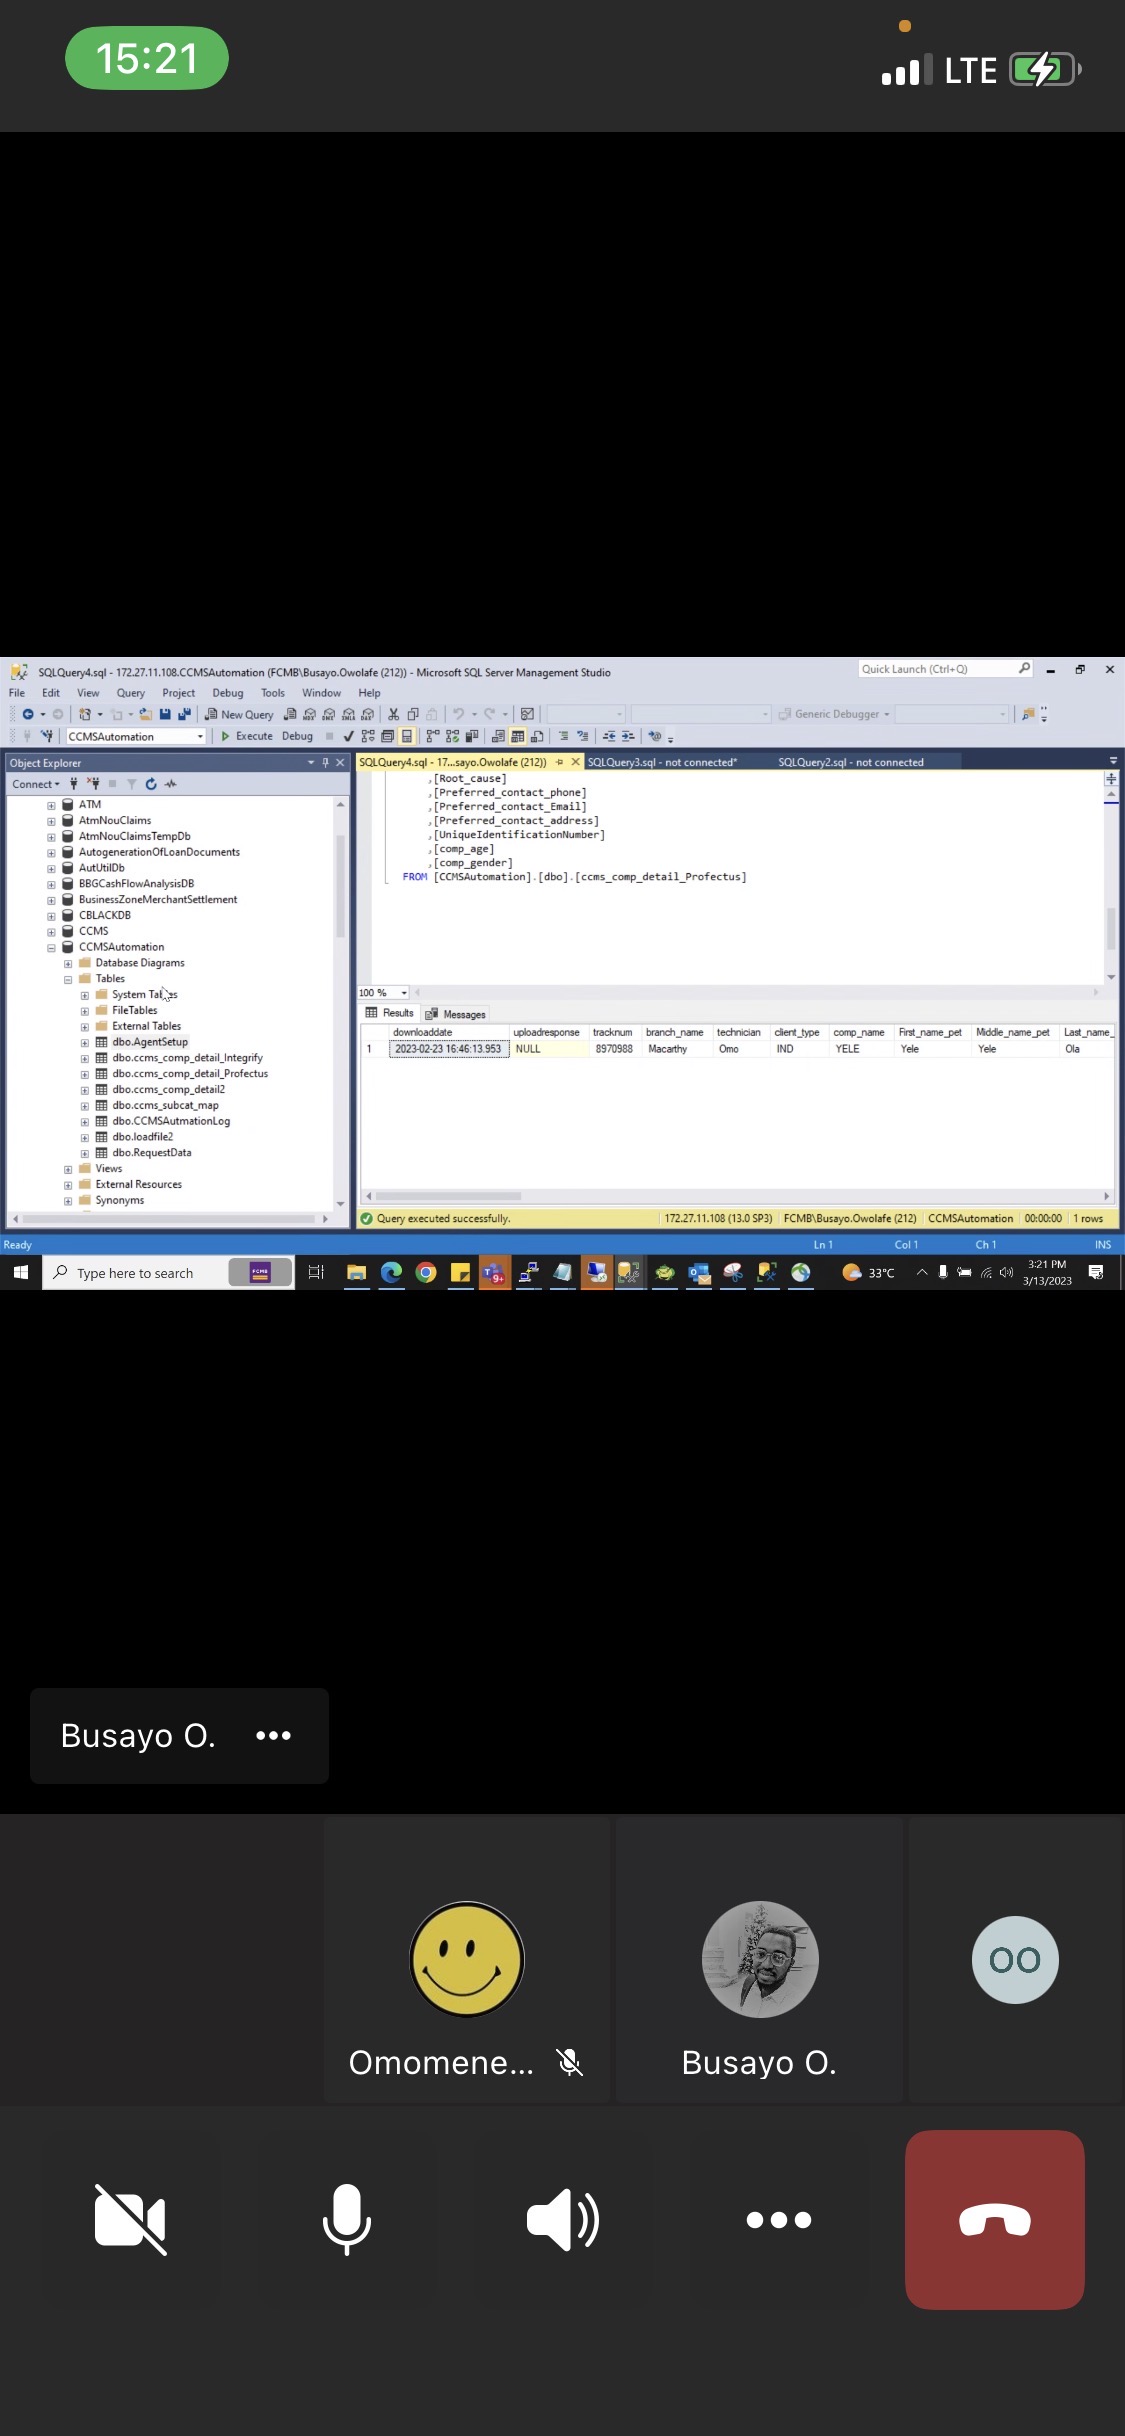 15:21
LTE
SQLQuery4.sql - 172.27.11.108.CCMSAutomation (FCMB\Busayo.Owolafe (212)) - Microsoft SQL Server Management Studio
Quick Launch (Ctrl+Q)
File Edit View Query Project Debug Tools Window Help
New Query
Generic Debugger
CCMSAutomation
Execute Debug
Object Explorer
Connect
ATM
AtmNouClaims
AtmNouClaimsTempDb
AutogenerationOfLoanDocuments
AutUtilDb
BBGCashFlowAnalysisDB
BusinessZoneMerchantSettlement
CBLACKDB
CCMS
CCMSAutomation
Database Diagrams
Tables
System Tables
FileTables
External Tables
dbo.AgentSetup
dbo.ccms_comp_detail_Integrify
dbo.ccms_comp_detail_Profectus
dbo.ccms_comp_detail2
dbo.ccms_subcat_map
dbo.CCMSAutmationLog
dbo.loadfile2
dbo.RequestData
Views
External Resources
Synonyms
SQLQuery4.sql - 17...sayo.Owolafe (212))
SQLQuery3.sql - not connected*
SQLQuery2.sql - not connected
,[Root_cause]
,[Preferred_contact_phone]
,[Preferred_contact_Email]
,[Preferred_contact_address]
,[UniqueIdentificationNumber]
,[comp_age]
,[comp_gender]
FROM [CCMSAutomation].[dbo].[ccms_comp_detail_Profectus]
100 %
Results Messages
downloaddate uploadresponse tracknum branch_name technician client_type comp_name First_name_pet Middle_name_pet Last_name_
1 2023-02-23 16:46:13.953 NULL 8970988 Macarthy Omo IND YELE Yele Yele Ola
Query executed successfully.
172.27.11.108 (13.0 SP3) FCMB\Busayo.Owolafe (212) CCMSAutomation 00:00:00 1 rows
Ready Ln 1 Col 1 Ch 1 INS
Type here to search
FCMB
9+
33°C
3:21 PM
3/13/2023
Busayo O.
OO
Omomene...
Busayo O.